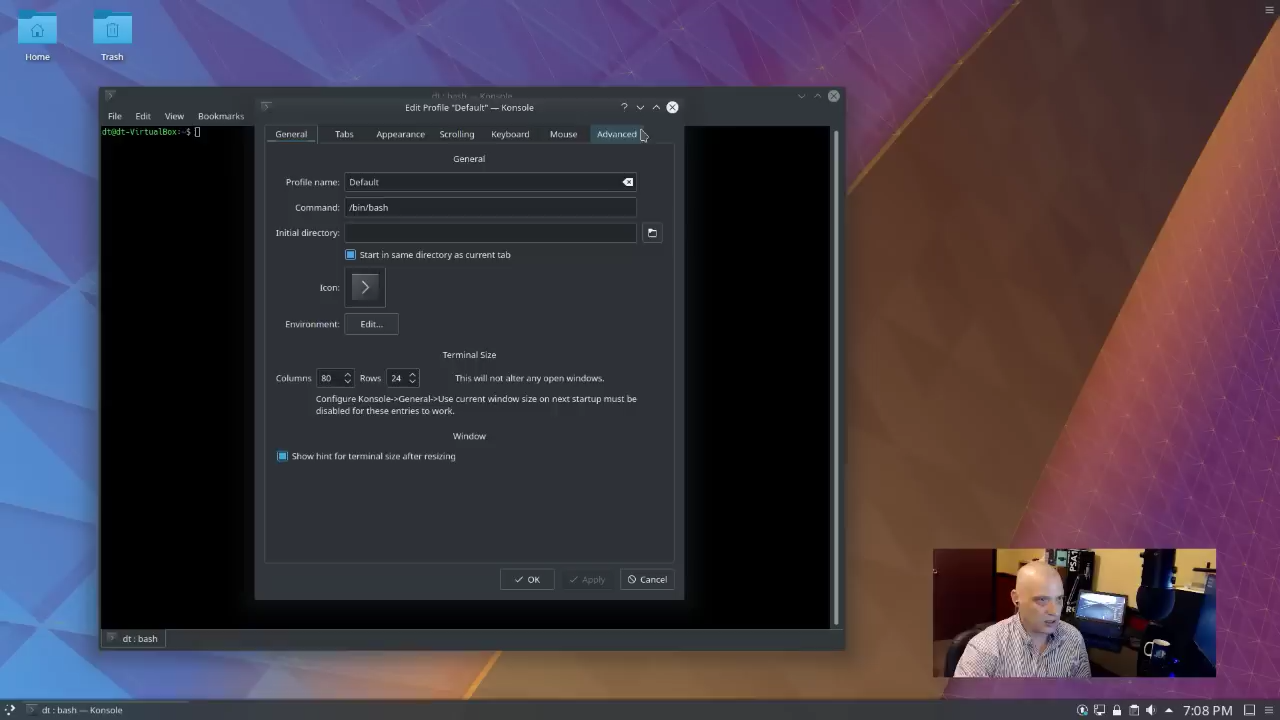 Home
Trash
dt : bash — Konsole
Edit Profile "Default" — Konsole
File Edit View Bookmarks
dt@dt-VirtualBox:~$
General Tabs Appearance Scrolling Keyboard Mouse Advanced
General
Profile name: Default
Command: /bin/bash
Initial directory:
Start in same directory as current tab
Icon:
Environment: Edit...
Terminal Size
Columns 80 Rows 24 This will not alter any open windows.
Configure Konsole->General->Use current window size on next startup must be
disabled for these entries to work.
Window
Show hint for terminal size after resizing
OK Apply Cancel
PSA1
dt : bash
dt : bash — Konsole
7:08 PM